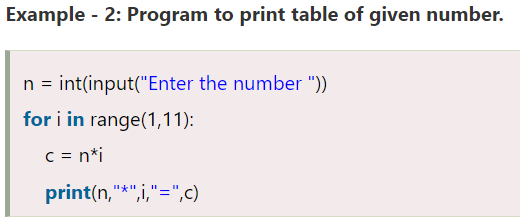 Example - 2: Program to print table of given number.
n = int(input("Enter the number "))
for i in range(1,11):
c = n*i
print(n,"*",i,"=",c)